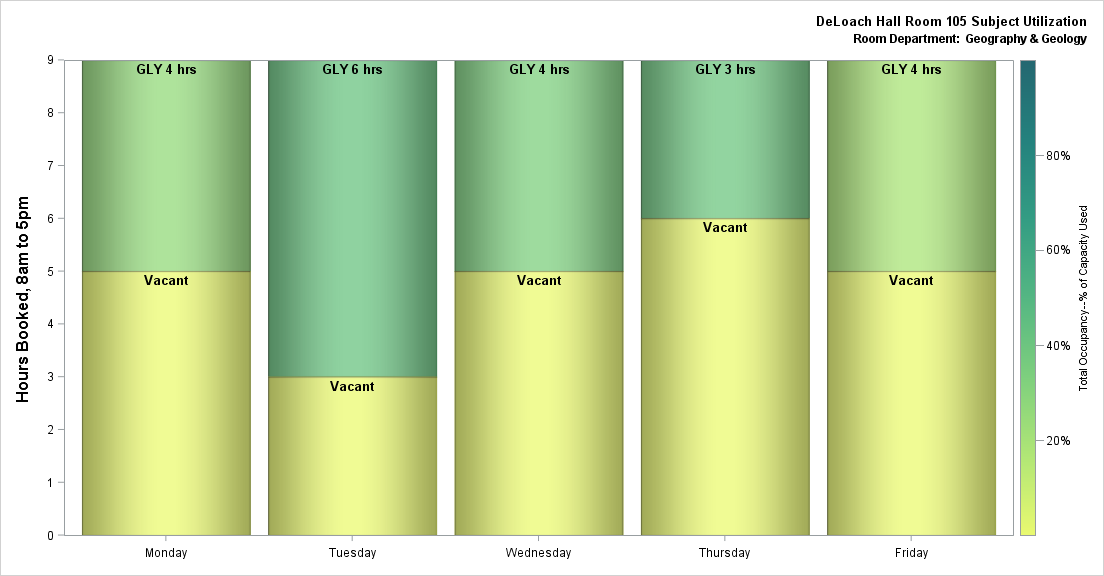 DeLoach Hall Room 105 Subject Utilization
Room Department: Geography & Geology
Hours Booked, 8am to 5pm
9
8
7
6
5
4
3
2
1
0
GLY 4 hrs
Vacant
GLY 6 hrs
Vacant
GLY 4 hrs
Vacant
GLY 3 hrs
Vacant
GLY 4 hrs
Vacant
Monday
Tuesday
Wednesday
Thursday
Friday
80%
60%
40%
20%
Total Occupancy--% of Capacity Used